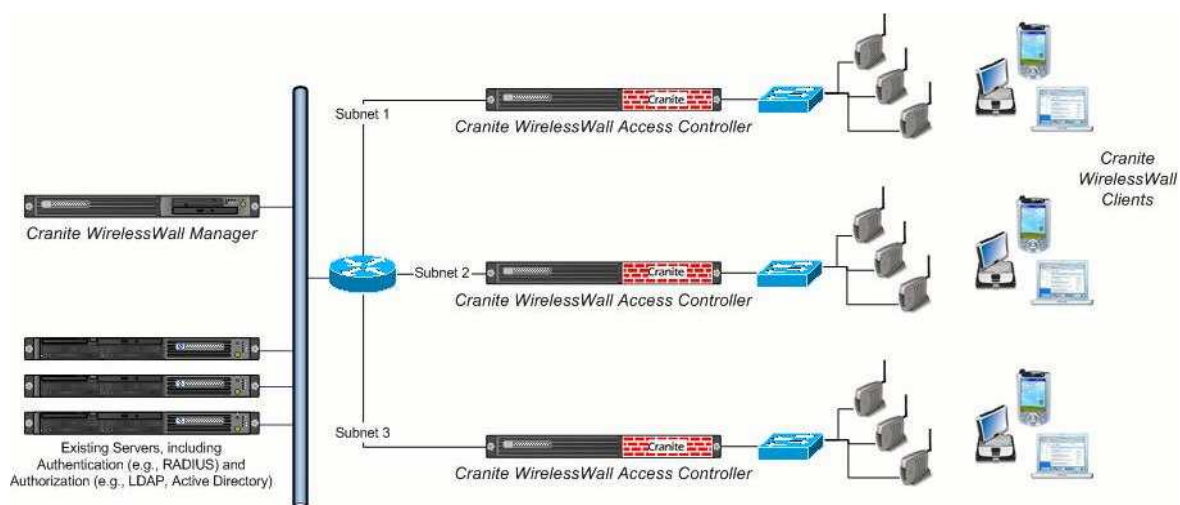 Subnet 1
Cranite
Cranite WirelessWall Access Controller
Cranite
WirelessWall
Clients
Cranite WirelessWall Manager
Subnet 2
Cranite
Cranite WirelessWall Access Controller
Existing Servers, including
Authentication (e.g., RADIUS) and
Authorization (e.g., LDAP, Active Directory)
Subnet 3
Cranite
Cranite WirelessWall Access Controller